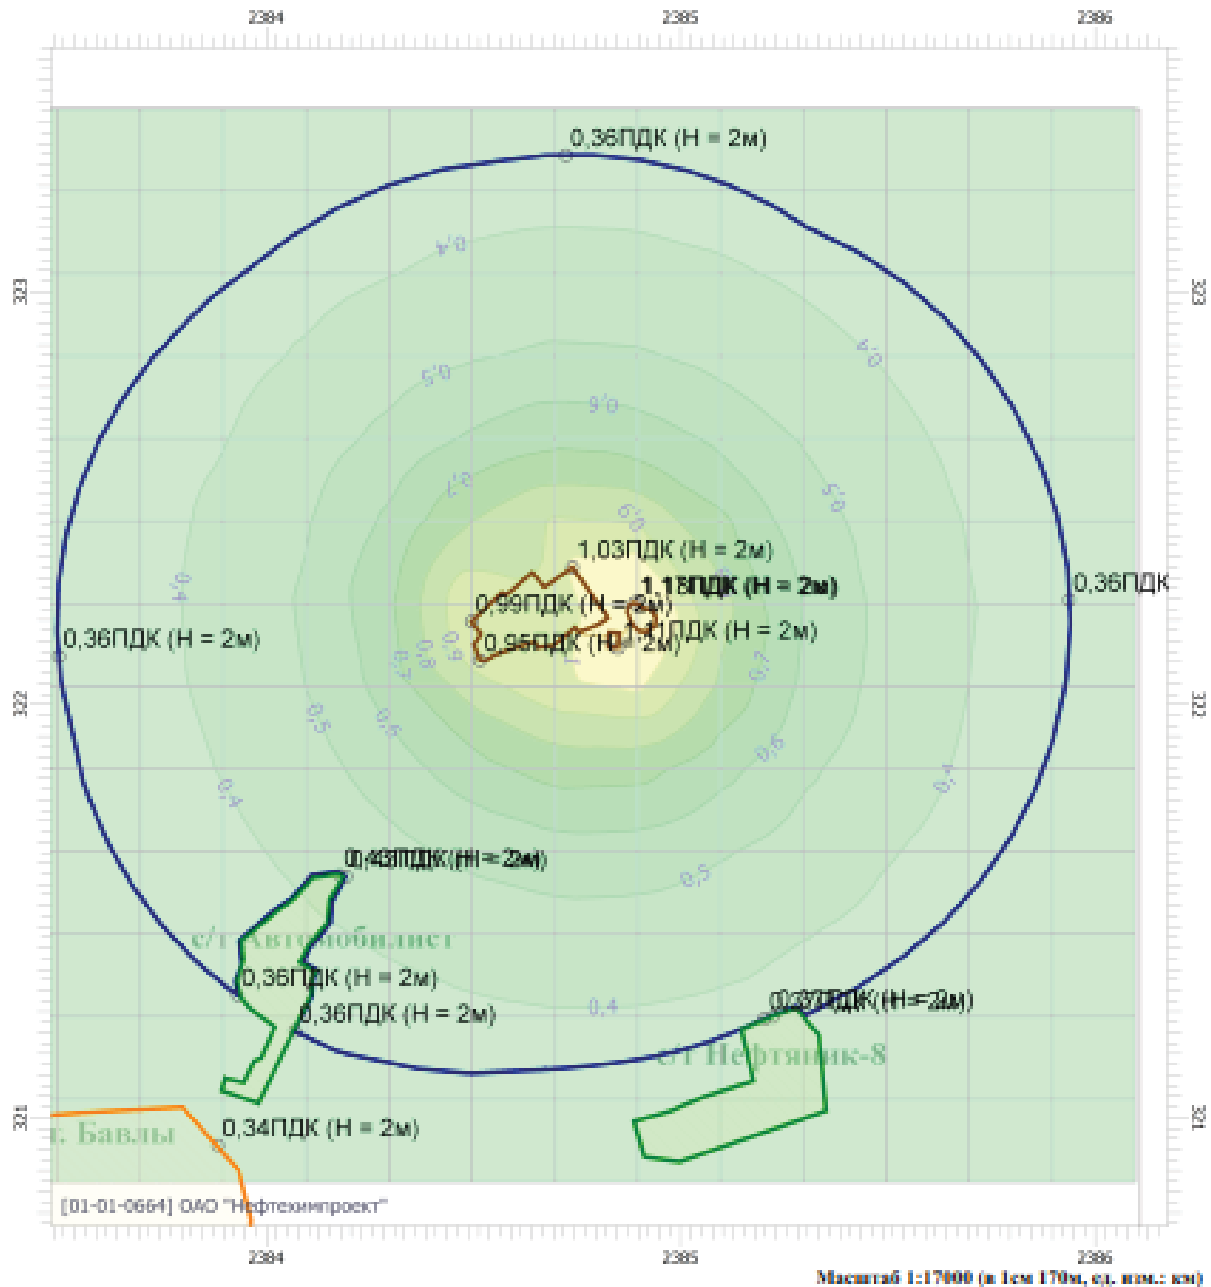 2384 2385 2386
0,36ПДК (H = 2м)
0,4
323 323
0,4
0,5
0,6
0,7
0,5
0,9
1,03ПДК (H = 2м)
0,4
0,36ПДК
0,99ПДК (H = 2м)
0,36ПДК (H = 2м)
0,95ПДК (H = 2м)
0,9
0,7
322 322
0,5
0,6
0,6
0,4
0,4
0,5
с/т Автомобилист
0,36ПДК (H = 2м)
0,36ПДК (H = 2м)
0,4
с/т Нефтяник-8
321 321
0,34ПДК (H = 2м)
г. Бавлы
[01-01-0664] ОАО "Нефтехимпроект"
2384 2385 2386
Масштаб 1:17000 (в 1см 170м, ед. изм.: км)